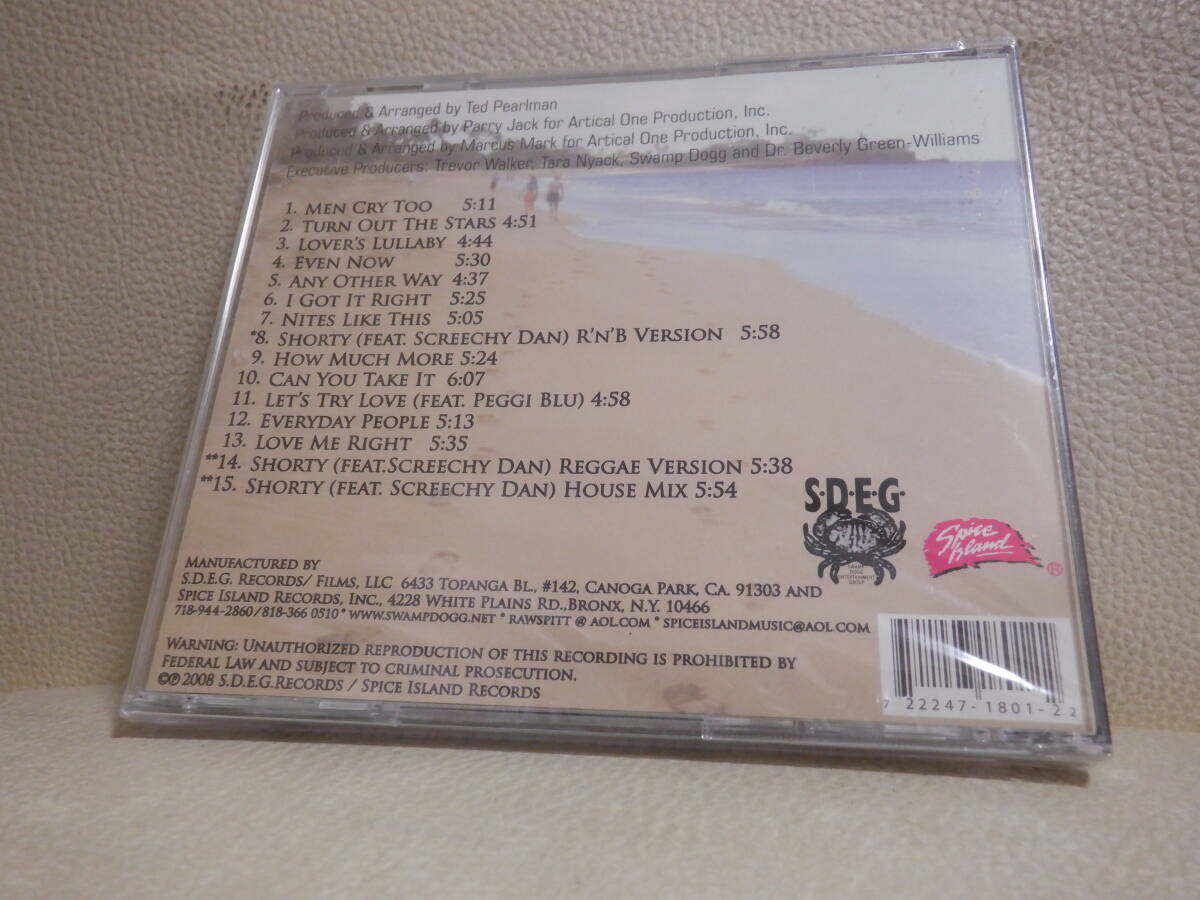 Produced & Arranged by Ted Pearlman
Produced & Arranged by Parry Jack for Artical One Production, Inc.
Produced & Arranged by Marcus Mark for Artical One Production, Inc.
Executive Producers: Trevor Walker, Tara Nyack, Swamp Dogg and Dr. Beverly Green-Williams
1. Men Cry Too 5:11
2. Turn Out The Stars 4:51
3. Lover's Lullaby 4:44
4. Even Now 5:30
5. Any Other Way 4:37
6. I Got It Right 5:25
7. Nites Like This 5:05
*8. Shorty (feat. Screechy Dan) R'n'B Version 5:58
9. How Much More 5:24
10. Can You Take It 6:07
11. Let's Try Love (feat. Peggi Blu) 4:58
12. Everyday People 5:13
13. Love Me Right 5:35
**14. Shorty (feat.Screechy Dan) Reggae Version 5:38
**15. Shorty (feat. Screechy Dan) House Mix 5:54
S·D·E·G·
Swamp
Dogg
Entertainment
Group
Spice
Island
®
Manufactured by
S.D.E.G. Records/ Films, LLC 6433 Topanga Bl., #142, Canoga Park, CA. 91303 and
Spice Island Records, Inc., 4228 White Plains Rd.,Bronx, N.Y. 10466
718-944-2860/818-366 0510 * www.swampdogg.net * rawspitt @ aol.com * spiceislandmusic@aol.com
Warning: Unauthorized reproduction of this recording is prohibited by
Federal Law and subject to criminal prosecution.
©℗ 2008 S.D.E.G.Records / Spice Island Records
7 22247-1801-2 2